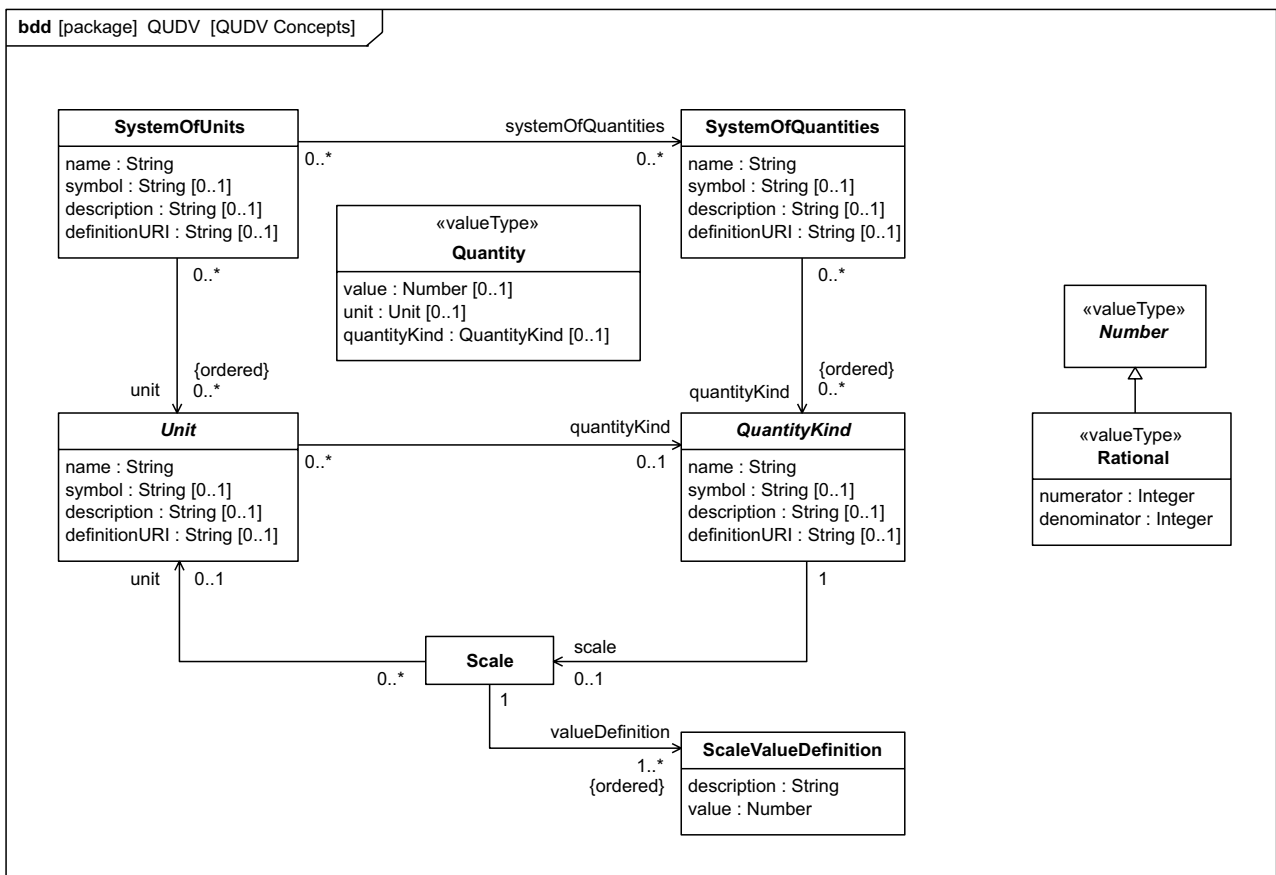 bdd [package] QUDV [QUDV Concepts]
SystemOfUnits
name : String
symbol : String [0..1]
description : String [0..1]
definitionURI : String [0..1]
systemOfQuantities
0..*
0..*
SystemOfQuantities
name : String
symbol : String [0..1]
description : String [0..1]
definitionURI : String [0..1]
«valueType»
Quantity
value : Number [0..1]
unit : Unit [0..1]
quantityKind : QuantityKind [0..1]
0..*
{ordered}
unit
0..*
0..*
{ordered}
quantityKind
0..*
«valueType»
Number
«valueType»
Rational
numerator : Integer
denominator : Integer
Unit
name : String
symbol : String [0..1]
description : String [0..1]
definitionURI : String [0..1]
quantityKind
0..*
0..1
QuantityKind
name : String
symbol : String [0..1]
description : String [0..1]
definitionURI : String [0..1]
unit
0..1
1
Scale
0..*
scale
0..1
1
valueDefinition
1..*
{ordered}
ScaleValueDefinition
description : String
value : Number